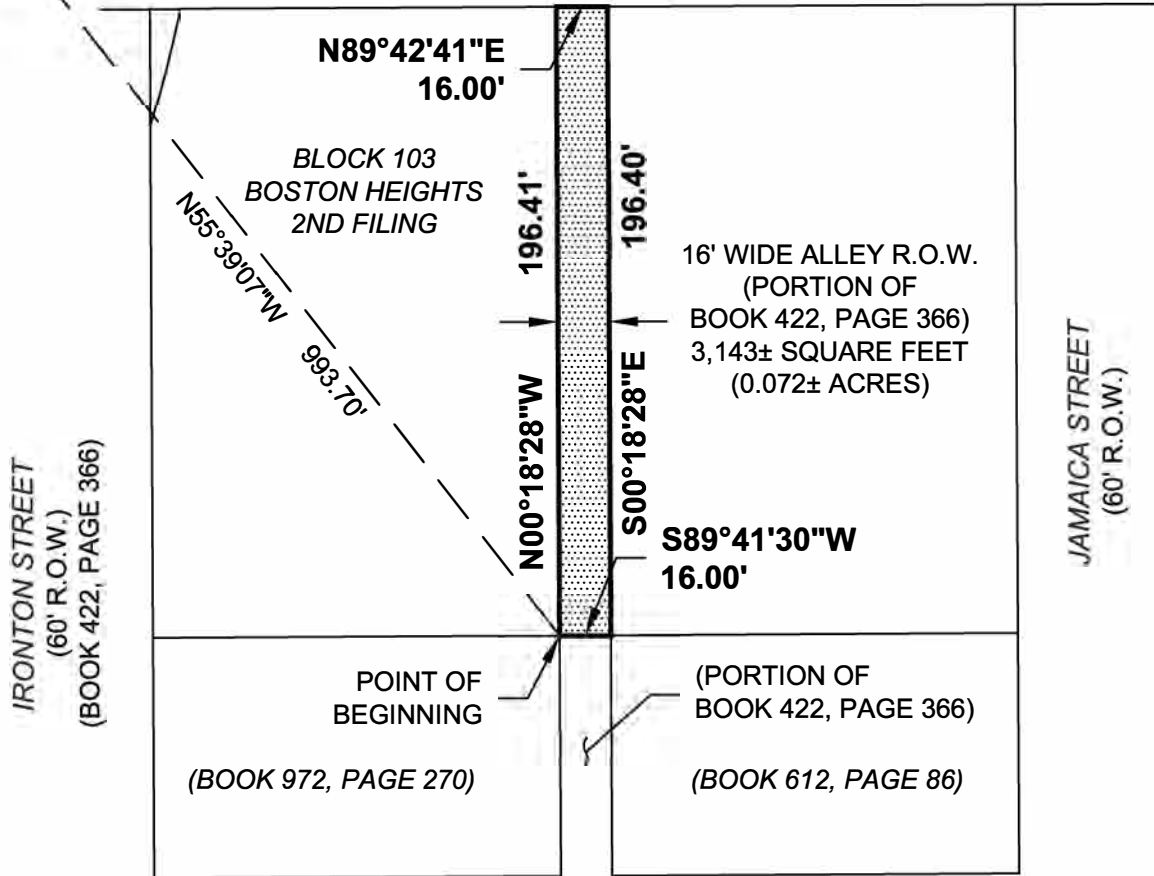 N89°42'41"E
16.00'
BLOCK 103
BOSTON HEIGHTS
2ND FILING
N55°39'07"W
993.70'
196.41'
N00°18'28"W
196.40'
S00°18'28"E
16' WIDE ALLEY R.O.W.
(PORTION OF
BOOK 422, PAGE 366)
3,143± SQUARE FEET
(0.072± ACRES)
S89°41'30"W
16.00'
IRONTON STREET
(60' R.O.W.)
(BOOK 422, PAGE 366)
JAMAICA STREET
(60' R.O.W.)
POINT OF
BEGINNING
(PORTION OF
BOOK 422, PAGE 366)
(BOOK 972, PAGE 270)
(BOOK 612, PAGE 86)